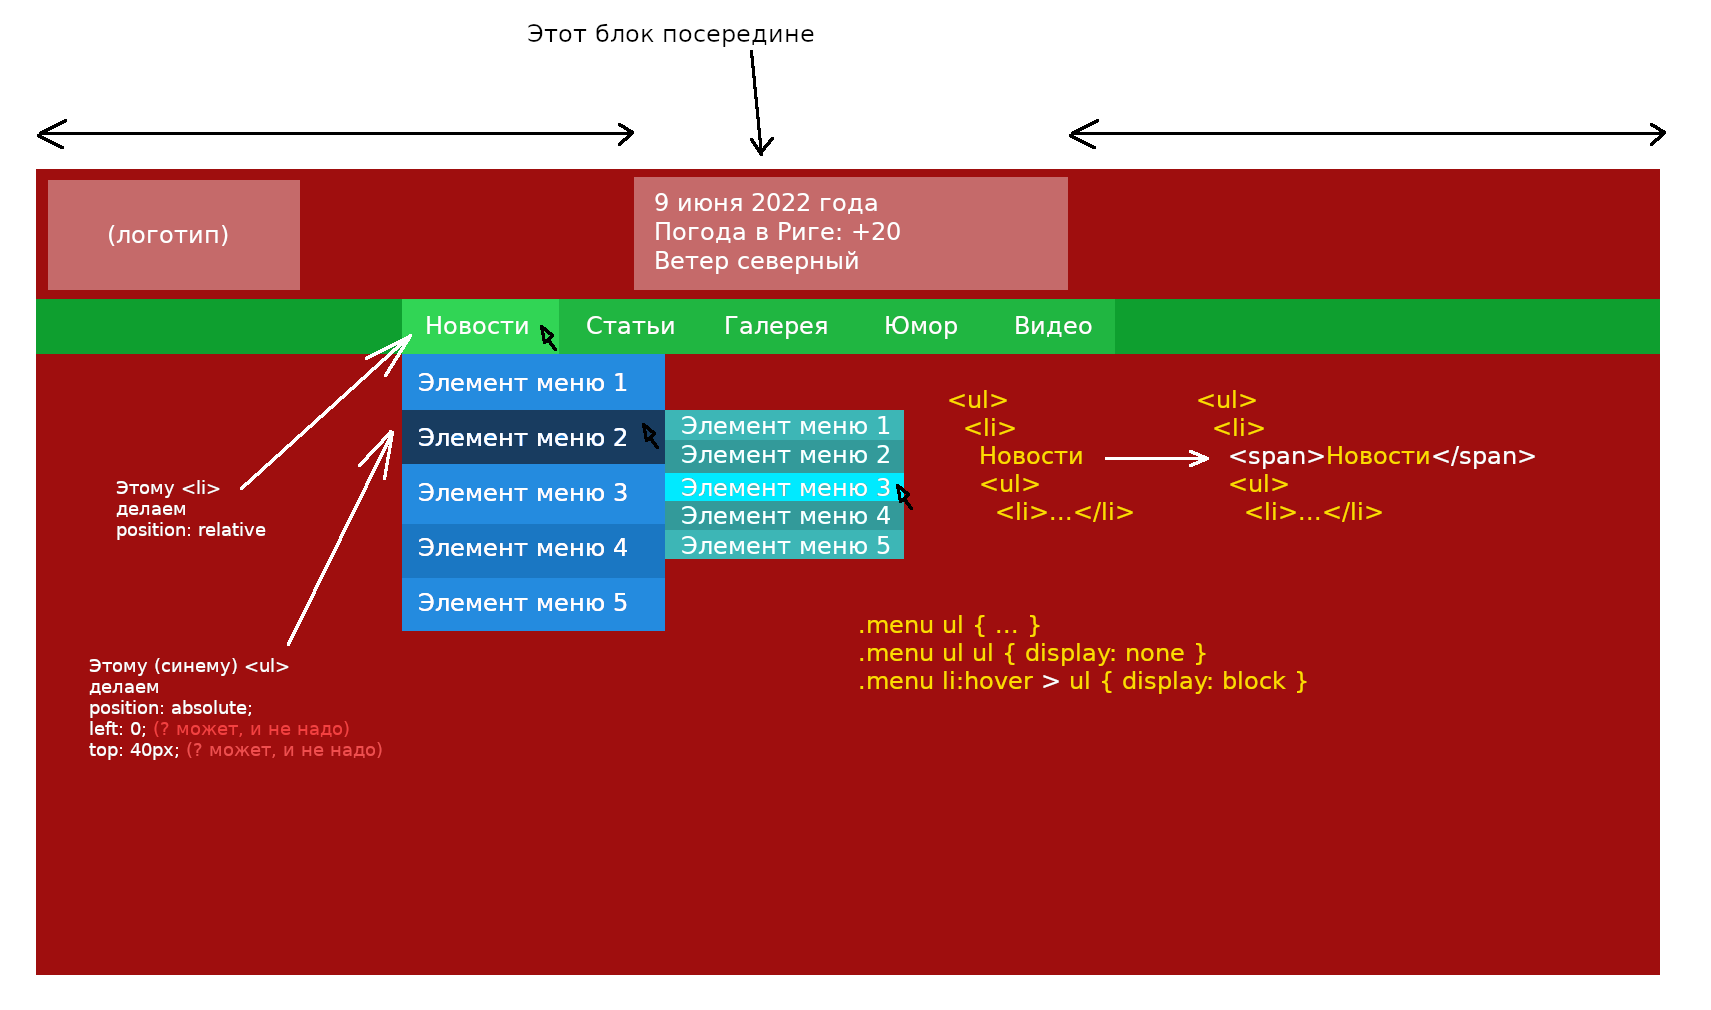 Этот блок посередине
(логотип)
9 июня 2022 года
Погода в Риге: +20
Ветер северный
Новости Статьи Галерея Юмор Видео
Элемент меню 1
Элемент меню 2
Элемент меню 3
Элемент меню 4
Элемент меню 5
Элемент меню 1
Элемент меню 2
Элемент меню 3
Элемент меню 4
Элемент меню 5
<ul>
<li>
Новости
<ul>
<li>...</li>
<ul>
<li>
<span>Новости</span>
<ul>
<li>...</li>
Этому <li>
делаем
position: relative
.menu ul { ... }
.menu ul ul { display: none }
.menu li:hover > ul { display: block }
Этому (синему) <ul>
делаем
position: absolute;
left: 0; (? может, и не надо)
top: 40px; (? может, и не надо)